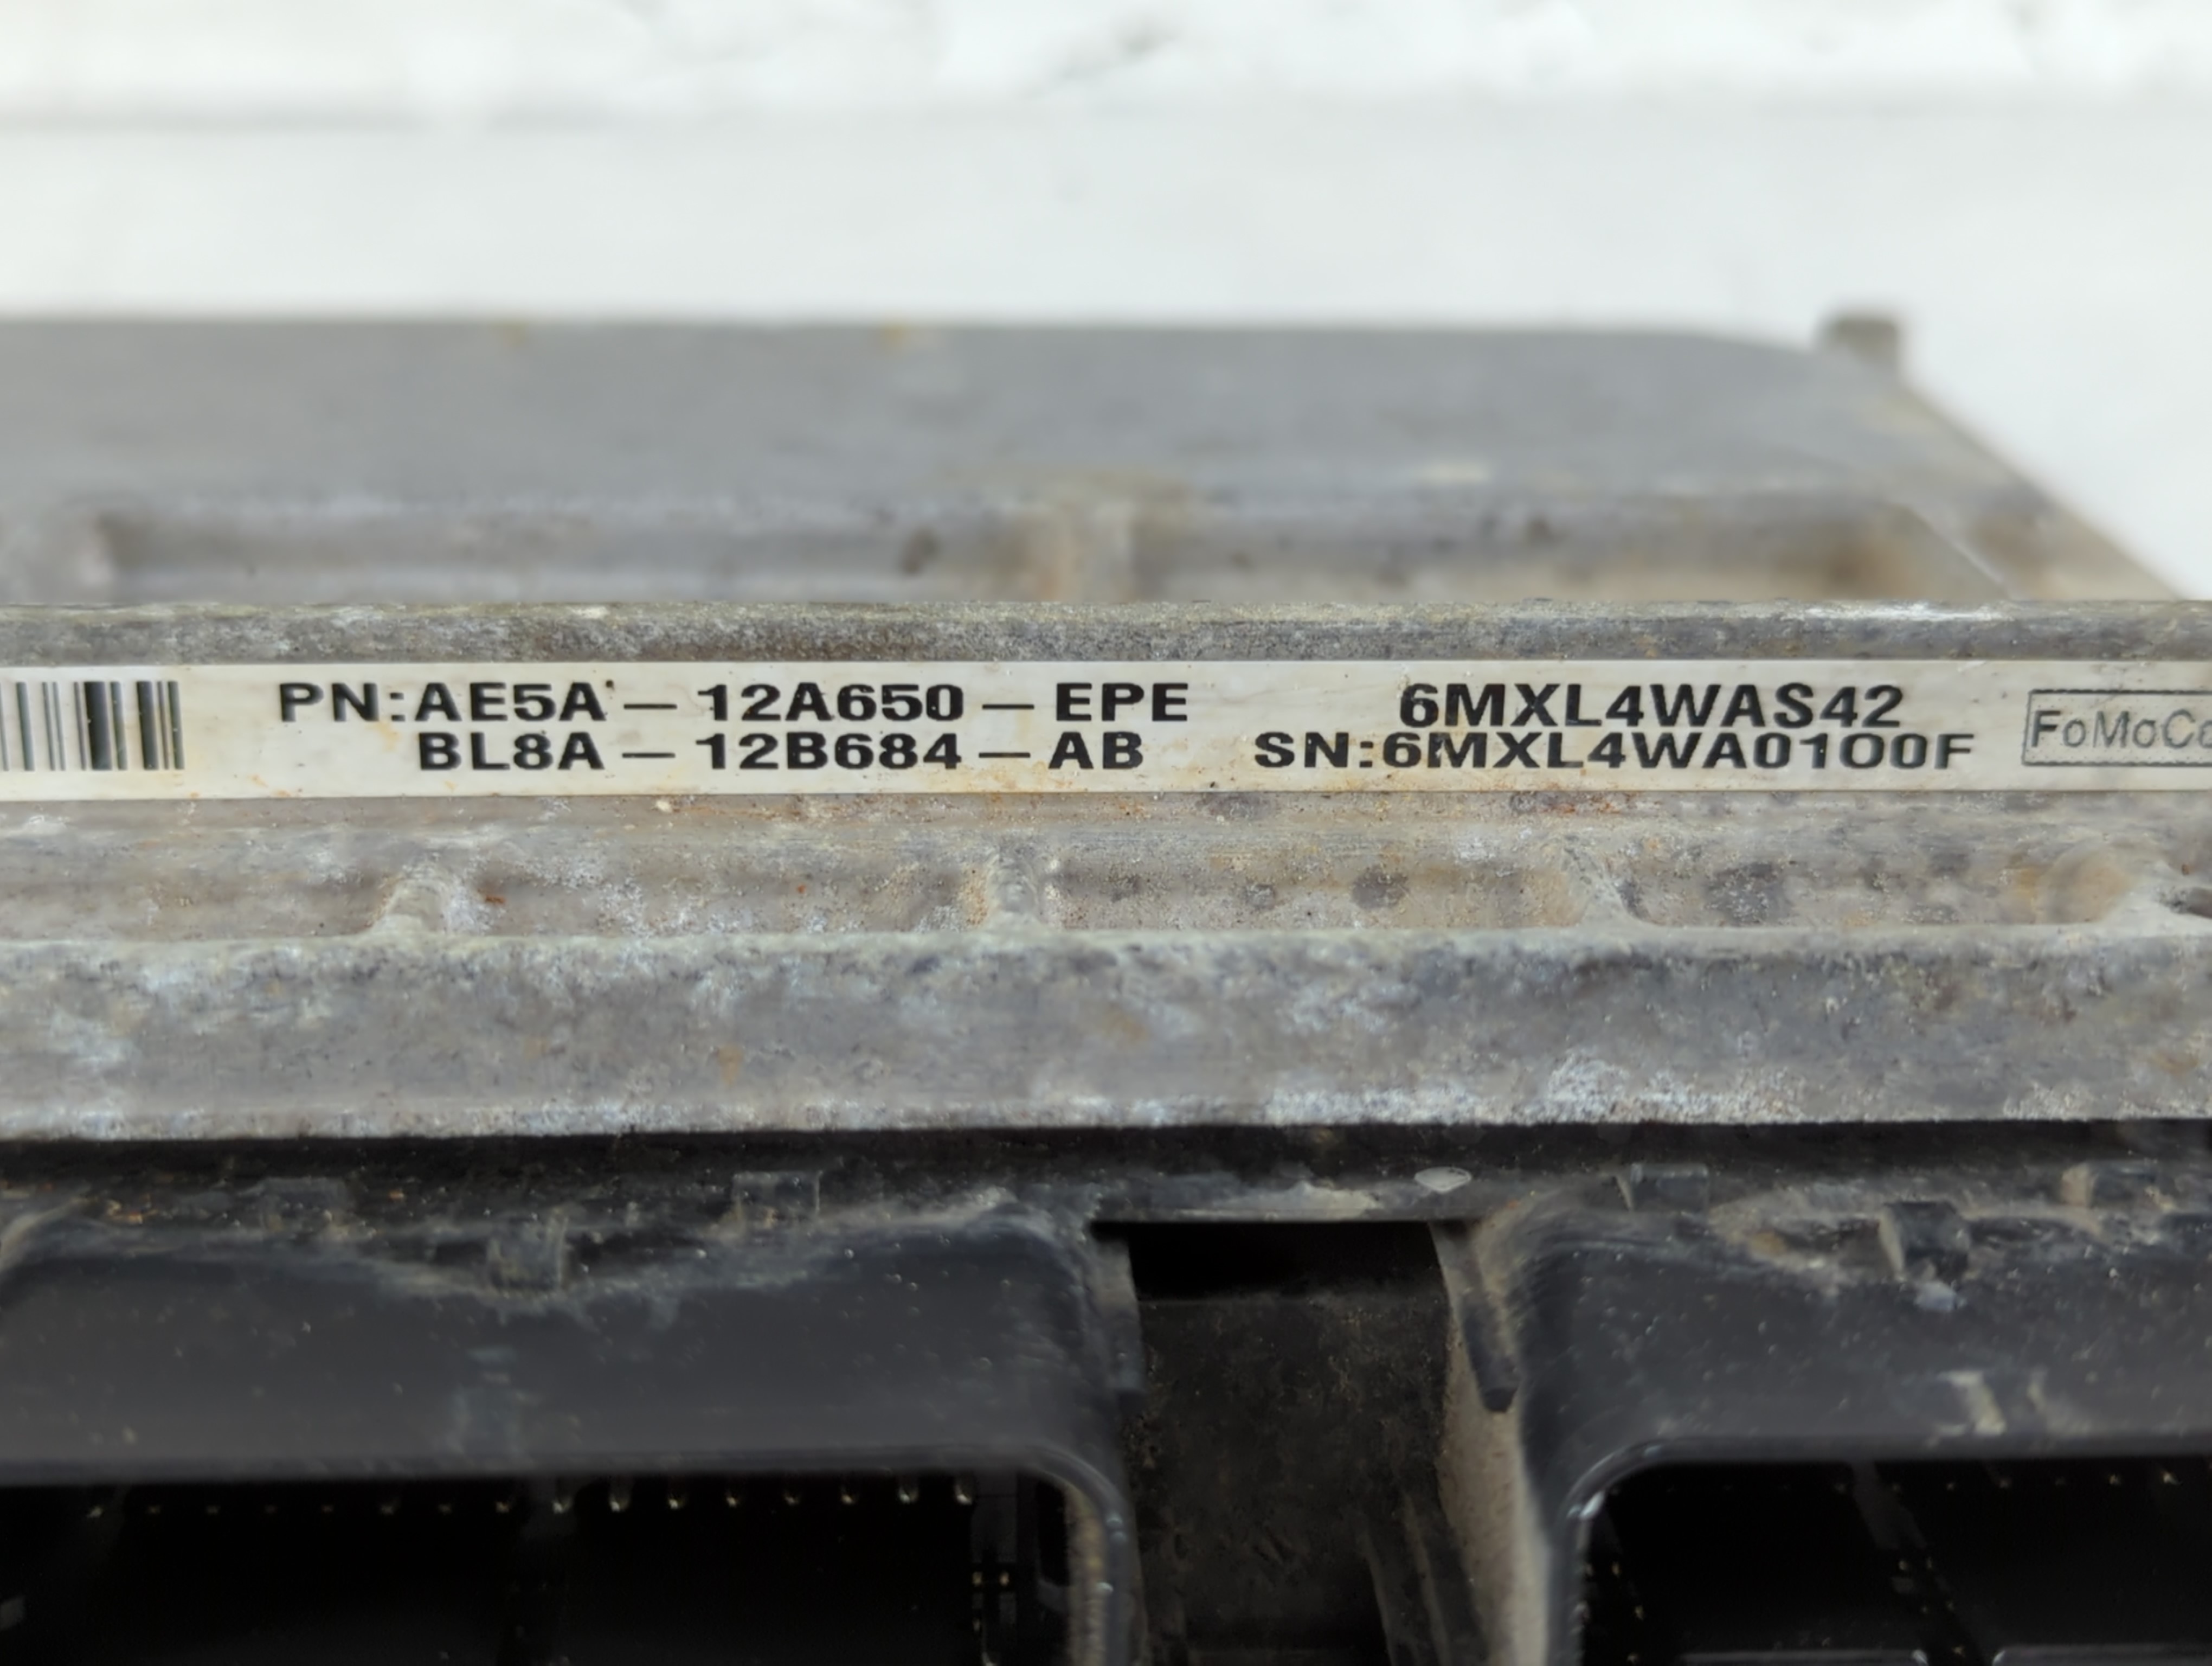 PN:AE5A-12A650-EPE 6MXL4WAS42
BL8A-12B684-AB SN:6MXL4WA0100F
FoMoCo